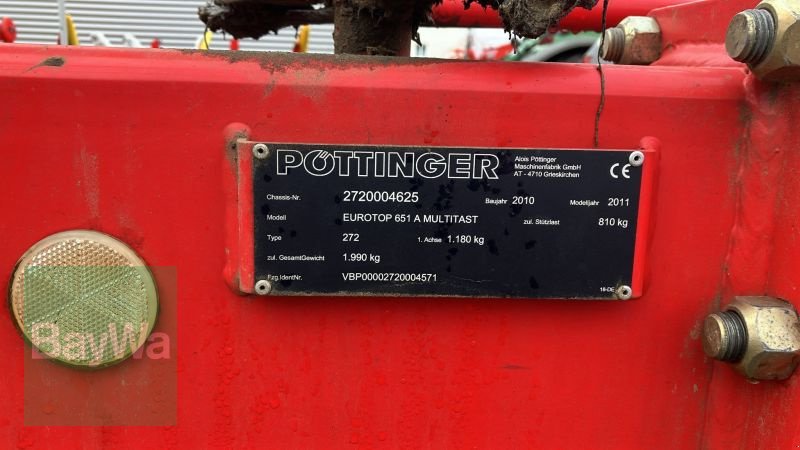 PÖTTINGER
Alois Pöttinger
Maschinenfabrik GmbH
AT - 4710 Grieskirchen
CE
Chassis-Nr. 2720004625 Baujahr 2010 Modelljahr 2011
Modell EUROTOP 651 A MULTITAST zul. Stützlast 810 kg
Type 272 1. Achse 1.180 kg
zul. GesamtGewicht 1.990 kg
Fzg.IdentNr. VBP00002720004571
16-DE
BayWa